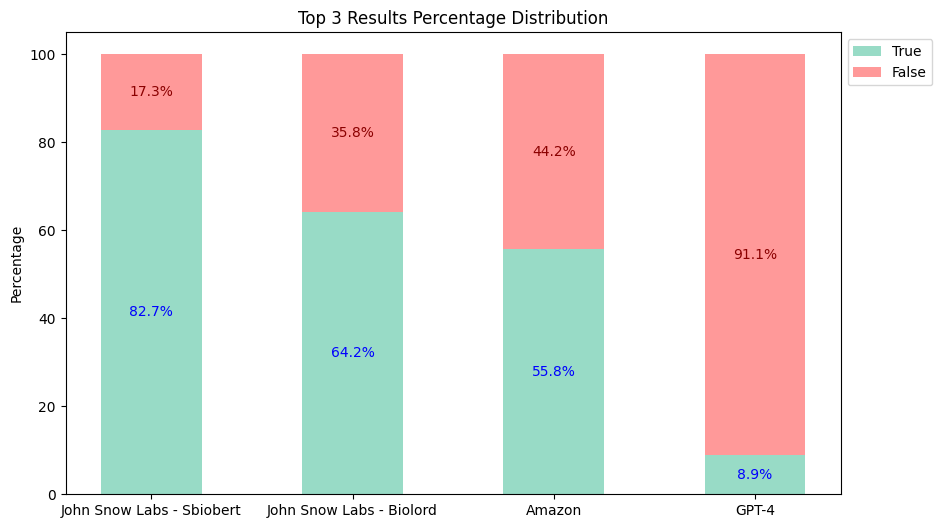 Top 3 Results Percentage Distribution
True
False
Percentage
100
80
60
40
20
0
17.3%
35.8%
44.2%
91.1%
82.7%
64.2%
55.8%
8.9%
John Snow Labs - Sbiobert
John Snow Labs - Biolord
Amazon
GPT-4